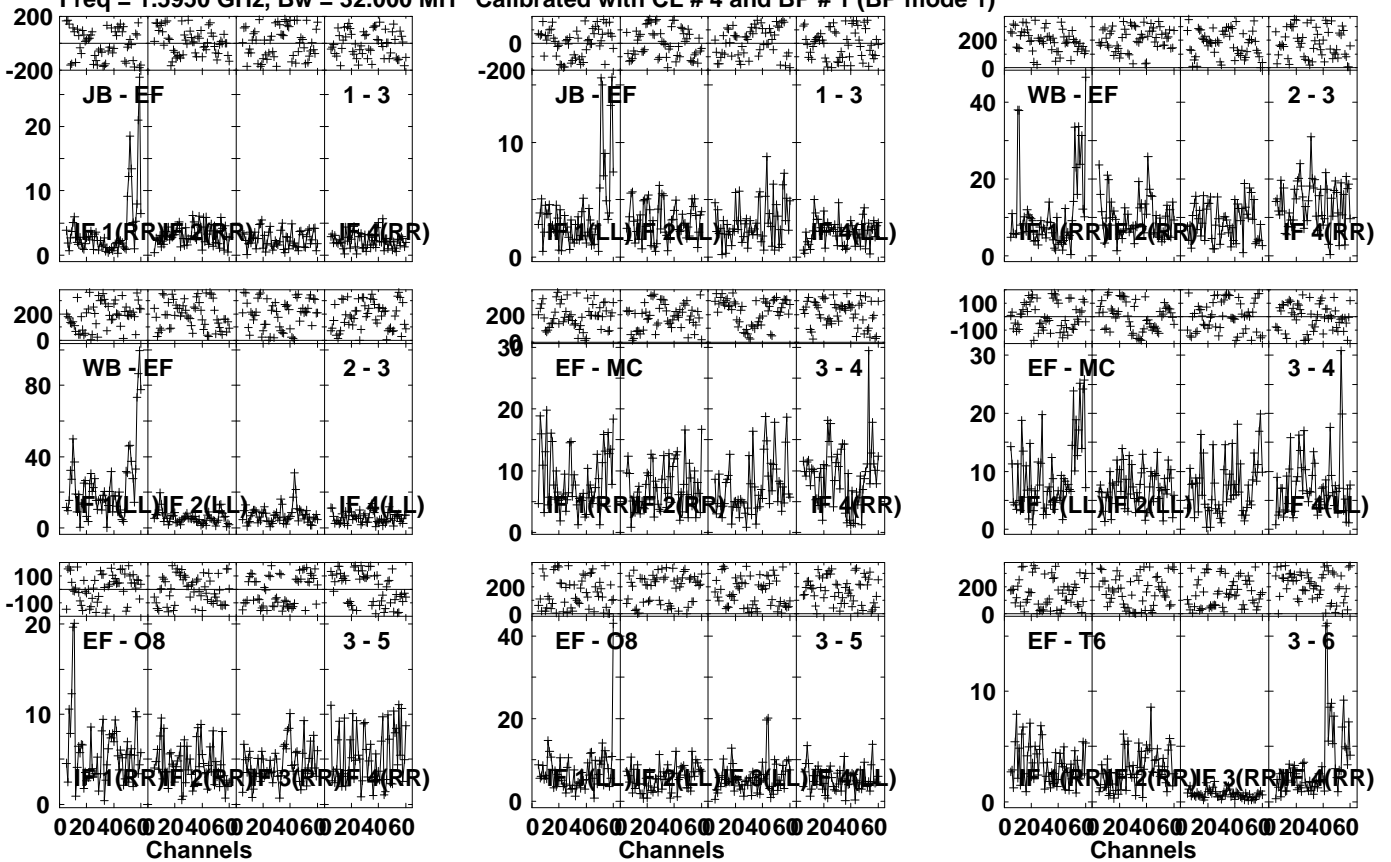 Freq = 1.5950 GHz, Bw = 32.000 MH Calibrated with CL # 4 and BP # 1 (BP mode 1)
200
-200
200
0
-200
200
0
JB - EF 1 - 3
JB - EF 1 - 3
WB - EF 2 - 3
20
10
0
10
0
40
20
0
IF 1(RR) IF 2(RR) IF 4(RR)
IF 1(LL) IF 2(LL) IF 4(LL)
IF 1(RR) IF 2(RR) IF 4(RR)
200
0
200
0
100
-100
WB - EF 2 - 3
EF - MC 3 - 4
EF - MC 3 - 4
80
40
0
30
20
10
0
30
20
10
0
IF 1(LL) IF 2(LL) IF 4(LL)
IF 1(RR) IF 2(RR) IF 4(RR)
IF 1(LL) IF 2(LL) IF 4(LL)
100
-100
200
0
200
0
EF - O8 3 - 5
EF - O8 3 - 5
EF - T6 3 - 6
20
10
0
40
20
0
10
0
IF 1(RR) IF 2(RR) IF 3(RR) IF 4(RR)
IF 1(LL) IF 2(LL) IF 3(LL) IF 4(LL)
IF 1(RR) IF 2(RR) IF 3(RR) IF 4(RR)
0 20 40 60 0 20 40 60 0 20 40 60 0 20 40 60
0 20 40 60 0 20 40 60 0 20 40 60 0 20 40 60
0 20 40 60 0 20 40 60 0 20 40 60 0 20 40 60
Channels
Channels
Channels